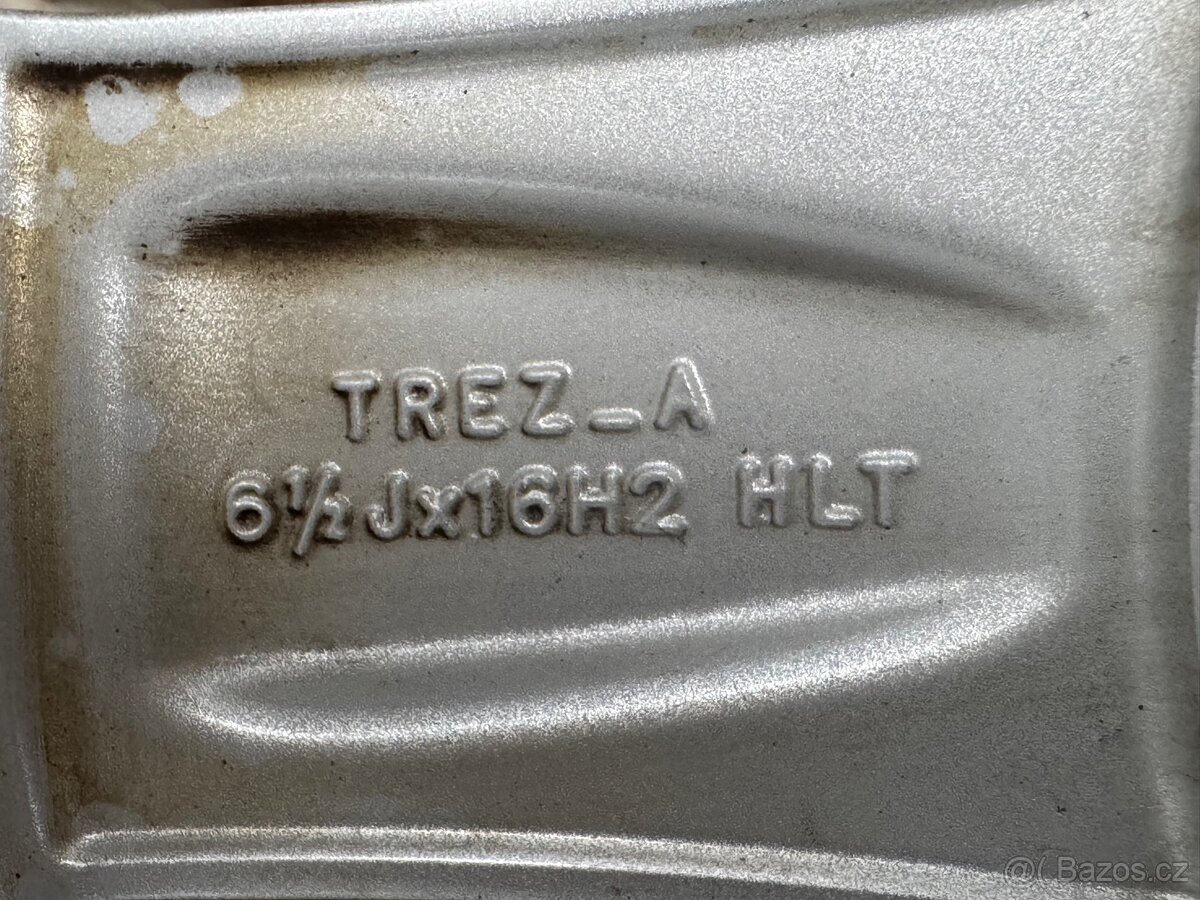 TREZ_A
6½Jx16H2 HLT
@( Bazos.cz